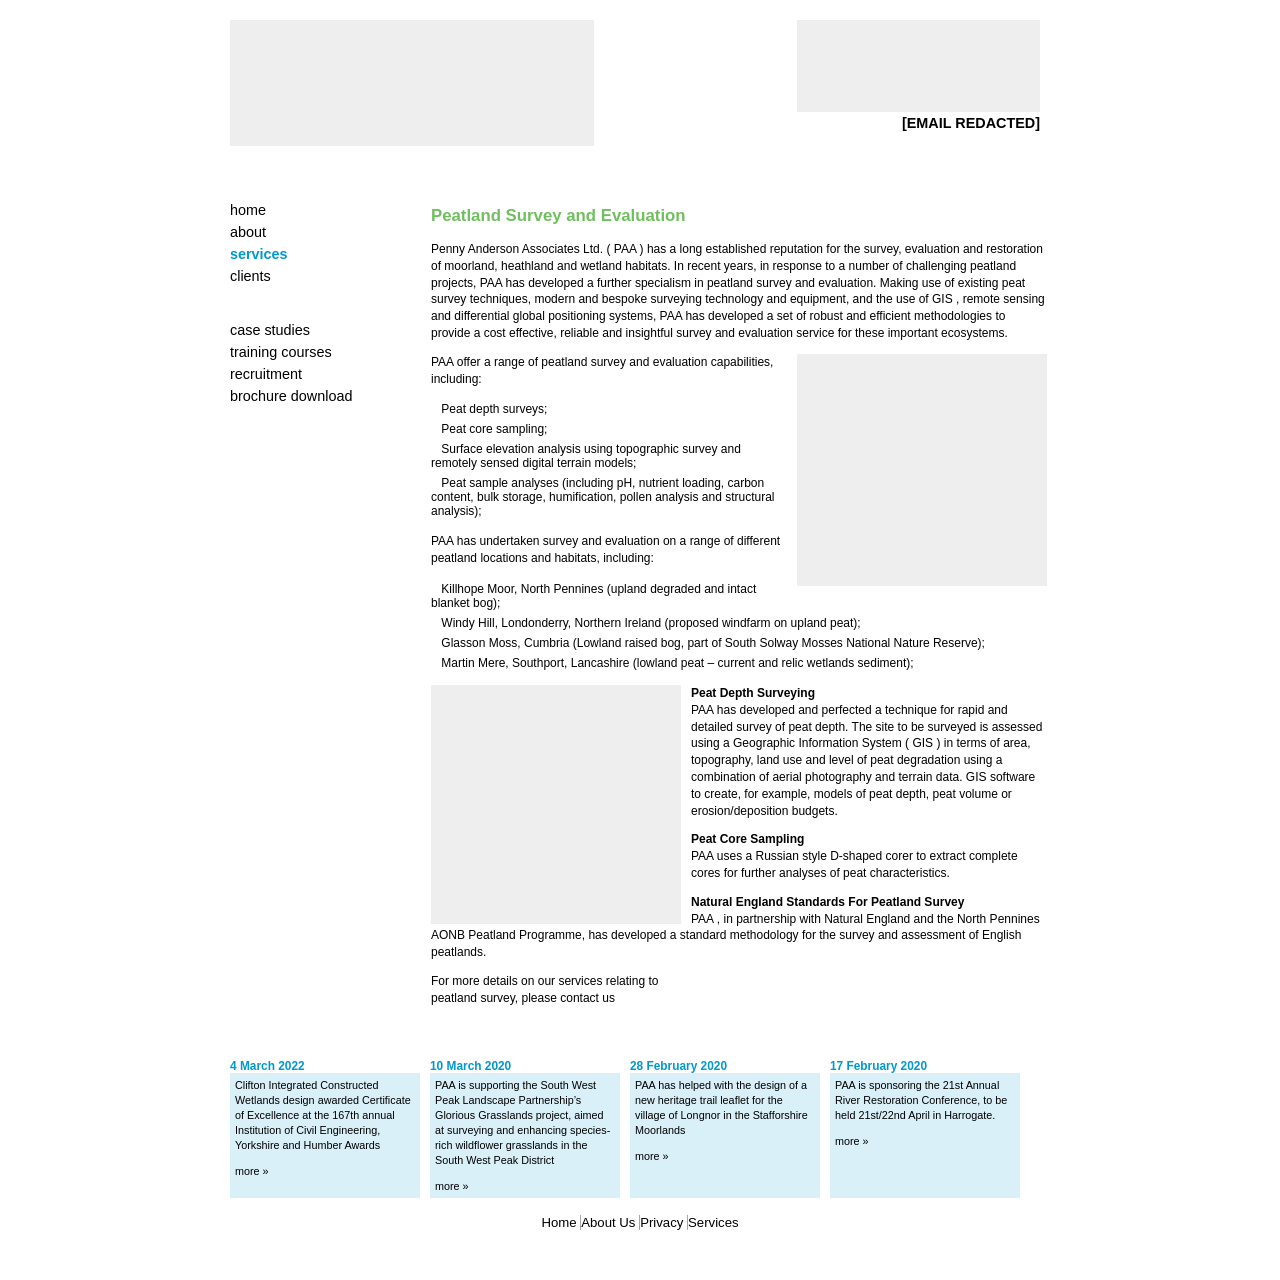 [EMAIL REDACTED]
home
about
services
clients
case studies
training courses
recruitment
brochure download
Peatland Survey and Evaluation
Penny Anderson Associates Ltd. ( PAA ) has a long established reputation for the survey, evaluation and restoration
of moorland, heathland and wetland habitats. In recent years, in response to a number of challenging peatland
projects, PAA has developed a further specialism in peatland survey and evaluation. Making use of existing peat
survey techniques, modern and bespoke surveying technology and equipment, and the use of GIS , remote sensing
and differential global positioning systems, PAA has developed a set of robust and efficient methodologies to
provide a cost effective, reliable and insightful survey and evaluation service for these important ecosystems.
PAA offer a range of peatland survey and evaluation capabilities,
including:
Peat depth surveys;
Peat core sampling;
Surface elevation analysis using topographic survey and
remotely sensed digital terrain models;
Peat sample analyses (including pH, nutrient loading, carbon
content, bulk storage, humification, pollen analysis and structural
analysis);
PAA has undertaken survey and evaluation on a range of different
peatland locations and habitats, including:
Killhope Moor, North Pennines (upland degraded and intact
blanket bog);
Windy Hill, Londonderry, Northern Ireland (proposed windfarm on upland peat);
Glasson Moss, Cumbria (Lowland raised bog, part of South Solway Mosses National Nature Reserve);
Martin Mere, Southport, Lancashire (lowland peat – current and relic wetlands sediment);
Peat Depth Surveying
PAA has developed and perfected a technique for rapid and
detailed survey of peat depth. The site to be surveyed is assessed
using a Geographic Information System ( GIS ) in terms of area,
topography, land use and level of peat degradation using a
combination of aerial photography and terrain data. GIS software
to create, for example, models of peat depth, peat volume or
erosion/deposition budgets.
Peat Core Sampling
PAA uses a Russian style D-shaped corer to extract complete
cores for further analyses of peat characteristics.
Natural England Standards For Peatland Survey
PAA , in partnership with Natural England and the North Pennines
AONB Peatland Programme, has developed a standard methodology for the survey and assessment of English
peatlands.
For more details on our services relating to
peatland survey, please contact us
4 March 2022
Clifton Integrated Constructed
Wetlands design awarded Certificate
of Excellence at the 167th annual
Institution of Civil Engineering,
Yorkshire and Humber Awards
more »
10 March 2020
PAA is supporting the South West
Peak Landscape Partnership's
Glorious Grasslands project, aimed
at surveying and enhancing species-
rich wildflower grasslands in the
South West Peak District
more »
28 February 2020
PAA has helped with the design of a
new heritage trail leaflet for the
village of Longnor in the Stafforshire
Moorlands
more »
17 February 2020
PAA is sponsoring the 21st Annual
River Restoration Conference, to be
held 21st/22nd April in Harrogate.
more »
Home About Us Privacy Services